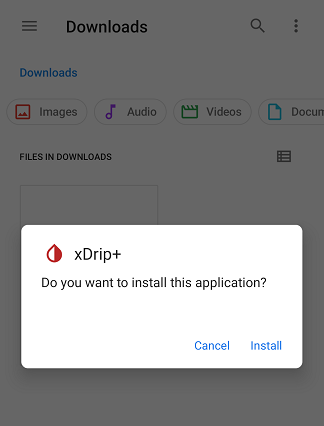 Downloads
Downloads
Images
Audio
Videos
Docum
FILES IN DOWNLOADS
xDrip+
Do you want to install this application?
Cancel
Install